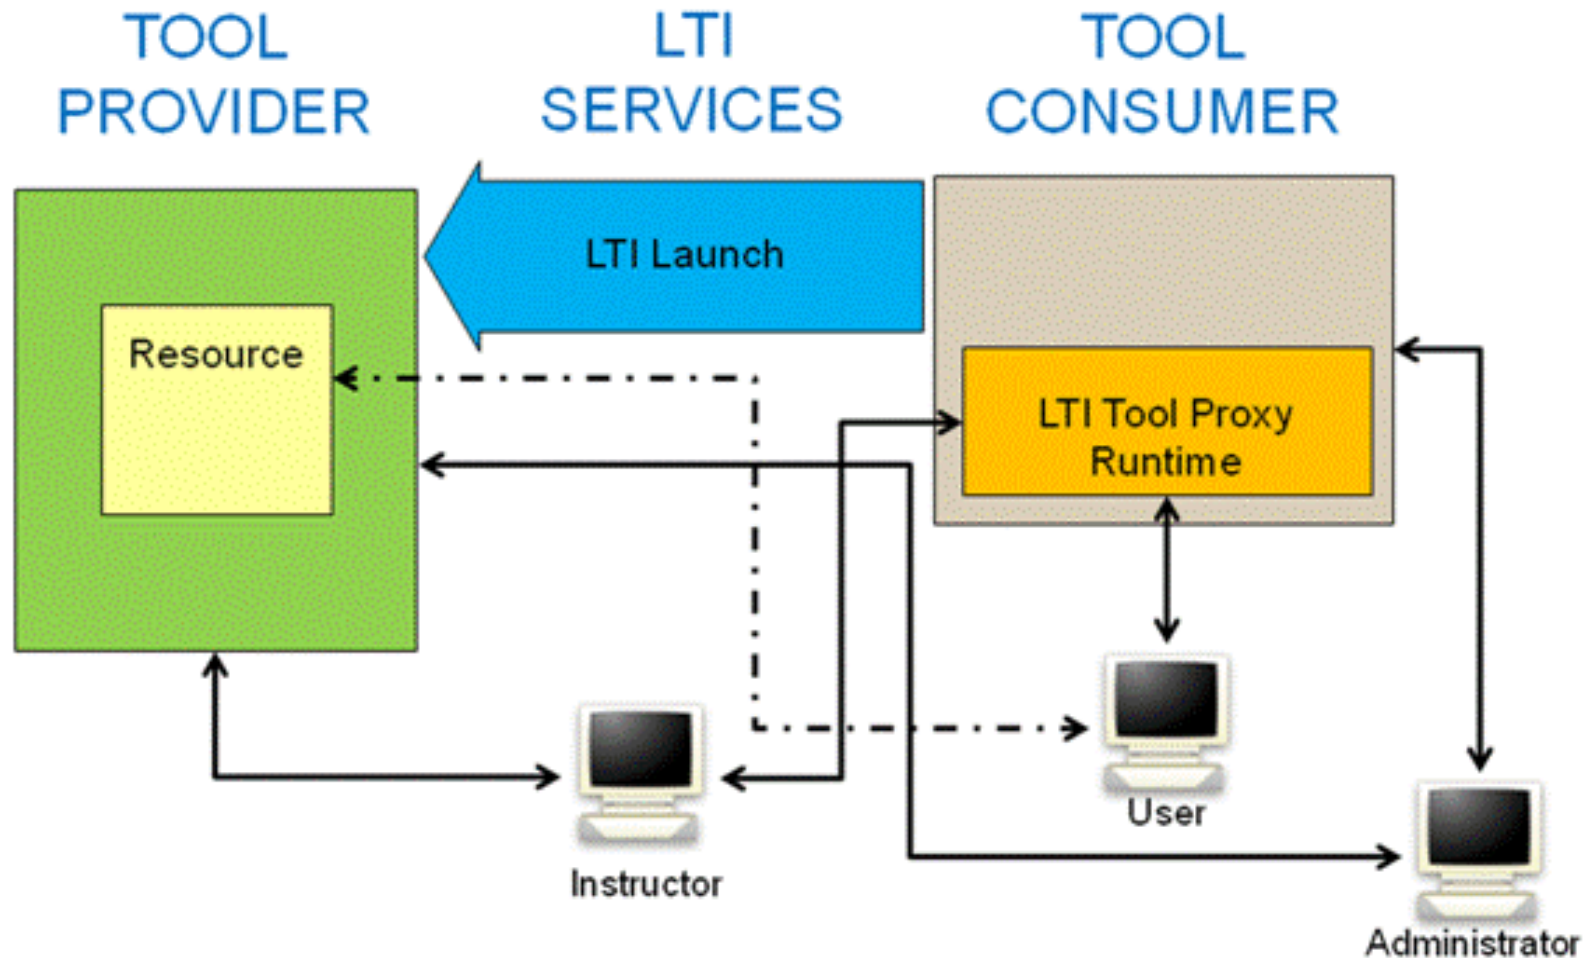 TOOL
PROVIDER
LTI
SERVICES
TOOL
CONSUMER
LTI Launch
Resource
LTI Tool Proxy
Runtime
User
Instructor
Administrator